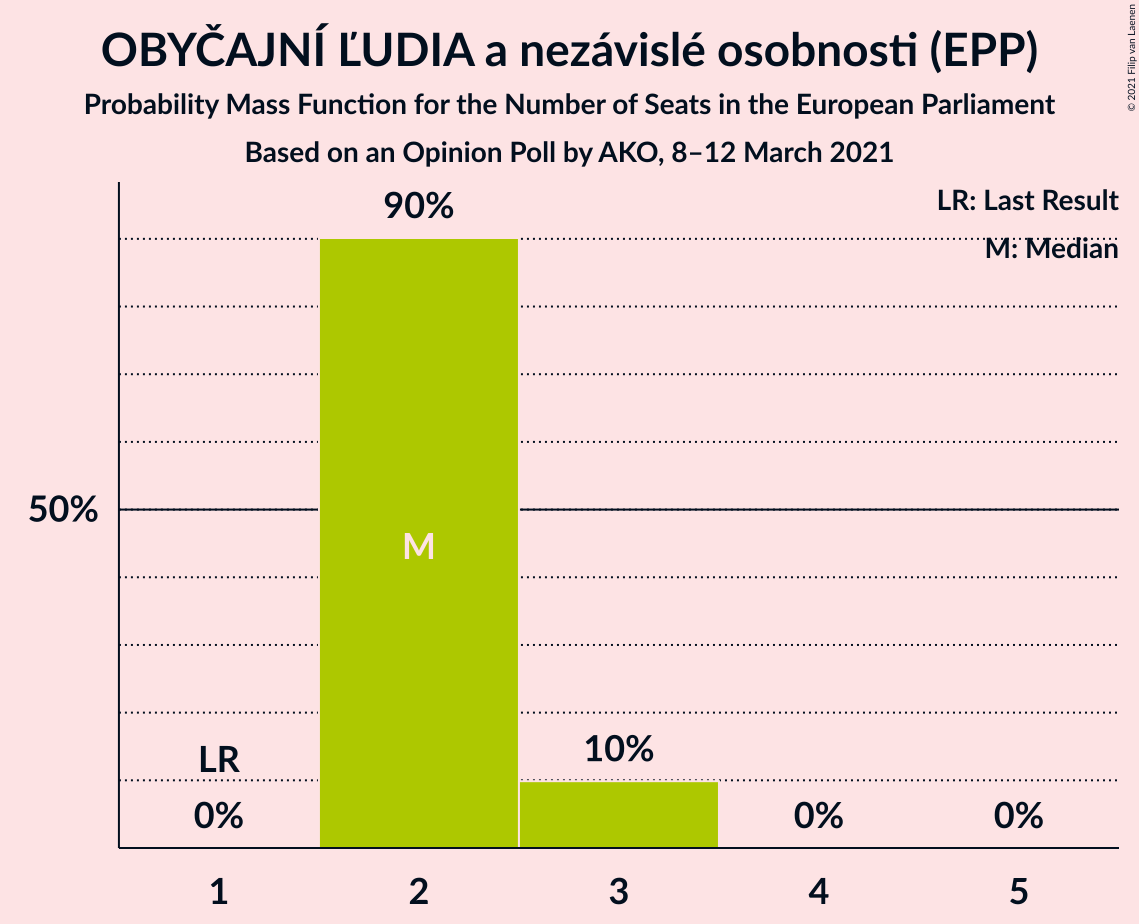 OBYČAJNÍ ĽUDIA a nezávislé osobnosti (EPP)
Probability Mass Function for the Number of Seats in the European Parliament
Based on an Opinion Poll by AKO, 8–12 March 2021
© 2021 Filip van Laenen
LR: Last Result
M: Median
90%
50%
M
LR
10%
0%
0%
0%
1
2
3
4
5